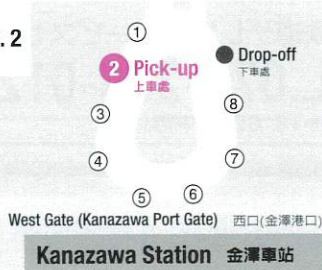 . 2
①
2 Pick-up
上車處
Drop-off
下車處
③
⑧
④
⑦
⑤
⑥
West Gate (Kanazawa Port Gate) 西口(金澤港口)
Kanazawa Station 金澤車站